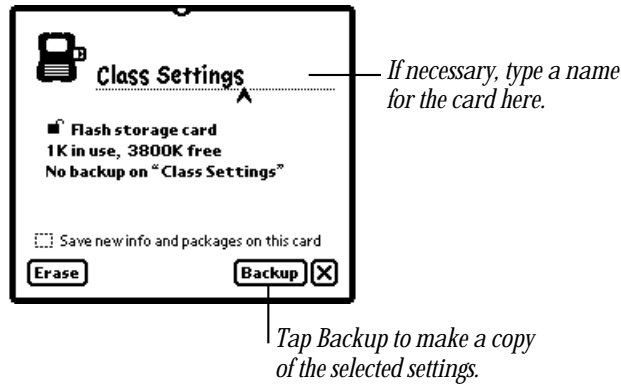 Class Settings
If necessary, type a name
for the card here.
Flash storage card
1K in use, 3800K free
No backup on “Class Settings”
Save new info and packages on this card
Erase
Backup
Tap Backup to make a copy
of the selected settings.